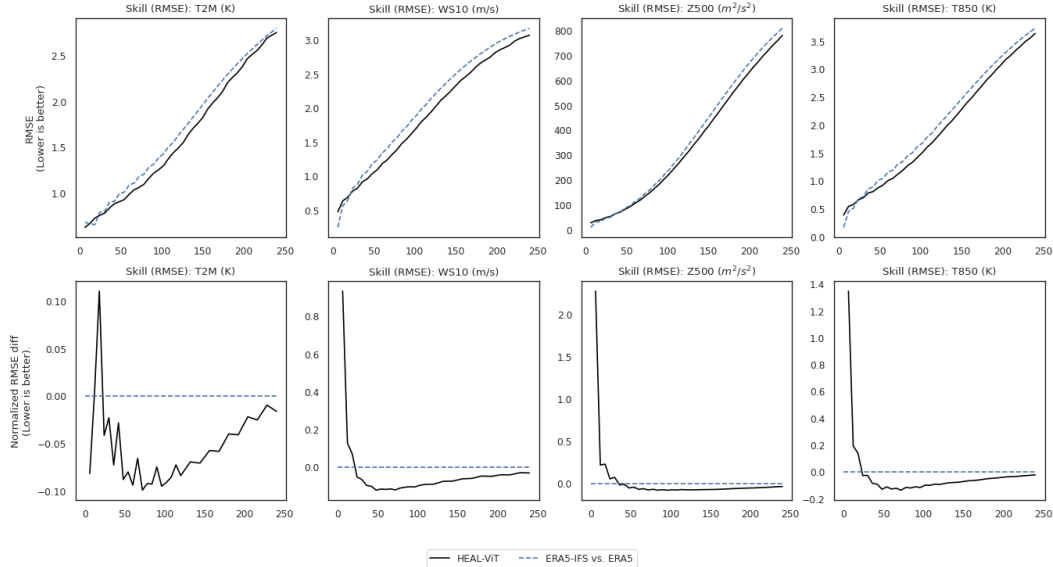 Skill (RMSE): T2M (K)
Skill (RMSE): WS10 (m/s)
Skill (RMSE): Z500 (m²/s²)
Skill (RMSE): T850 (K)
RMSE
(Lower is better)
2.5
2.0
1.5
1.0
0 50 100 150 200 250
3.0
2.5
2.0
1.5
1.0
0.5
0 50 100 150 200 250
800
700
600
500
400
300
200
100
0
0 50 100 150 200 250
3.5
3.0
2.5
2.0
1.5
1.0
0.5
0.0
0 50 100 150 200 250
Skill (RMSE): T2M (K)
Skill (RMSE): WS10 (m/s)
Skill (RMSE): Z500 (m²/s²)
Skill (RMSE): T850 (K)
Normalized RMSE diff
(Lower is better).
0.10
0.05
0.00
−0.05
−0.10
0 50 100 150 200 250
0.8
0.6
0.4
0.2
0.0
0 50 100 150 200 250
2.0
1.5
1.0
0.5
0.0
0 50 100 150 200 250
1.4
1.2
1.0
0.8
0.6
0.4
0.2
0.0
−0.2
0 50 100 150 200 250
HEAL-ViT
ERA5-IFS vs. ERA5